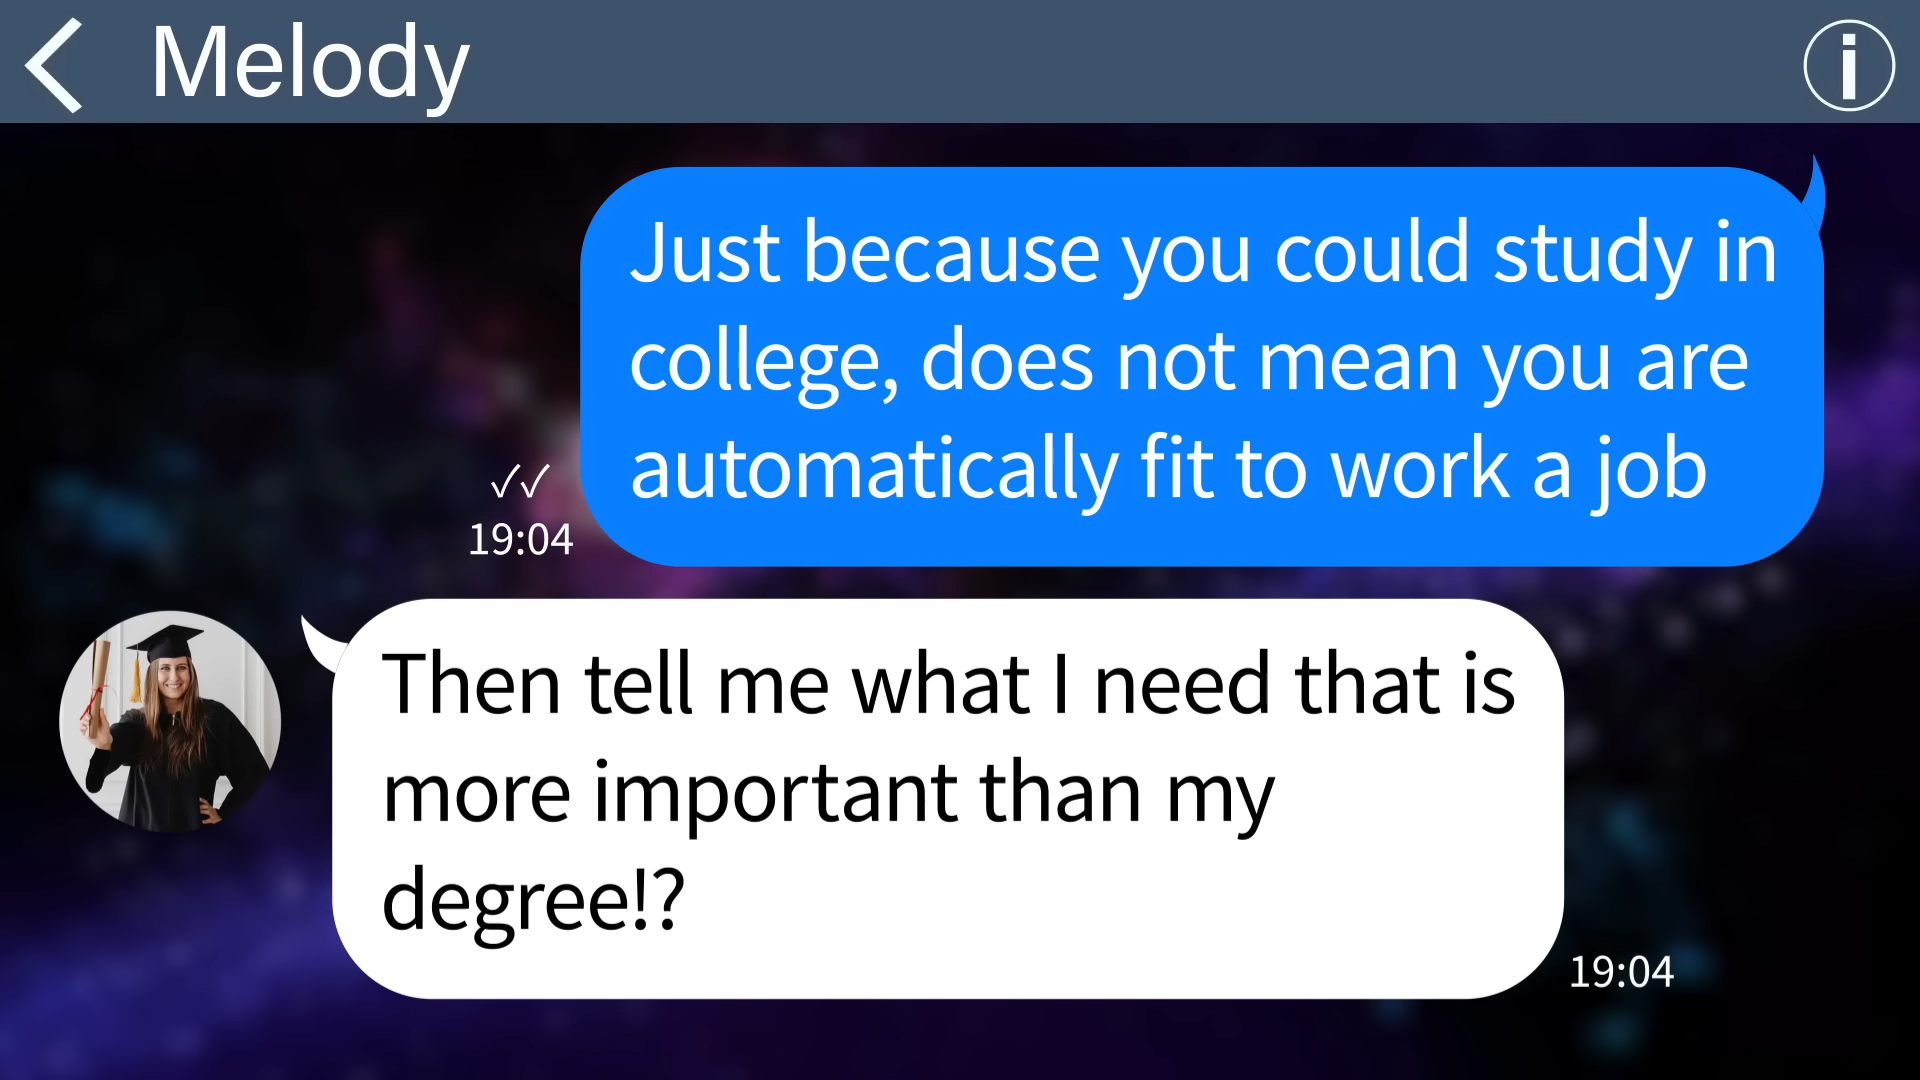 Melody
Just because you could study in
college, does not mean you are
automatically fit to work a job
19:04
Then tell me what I need that is
more important than my
degree!?
19:04